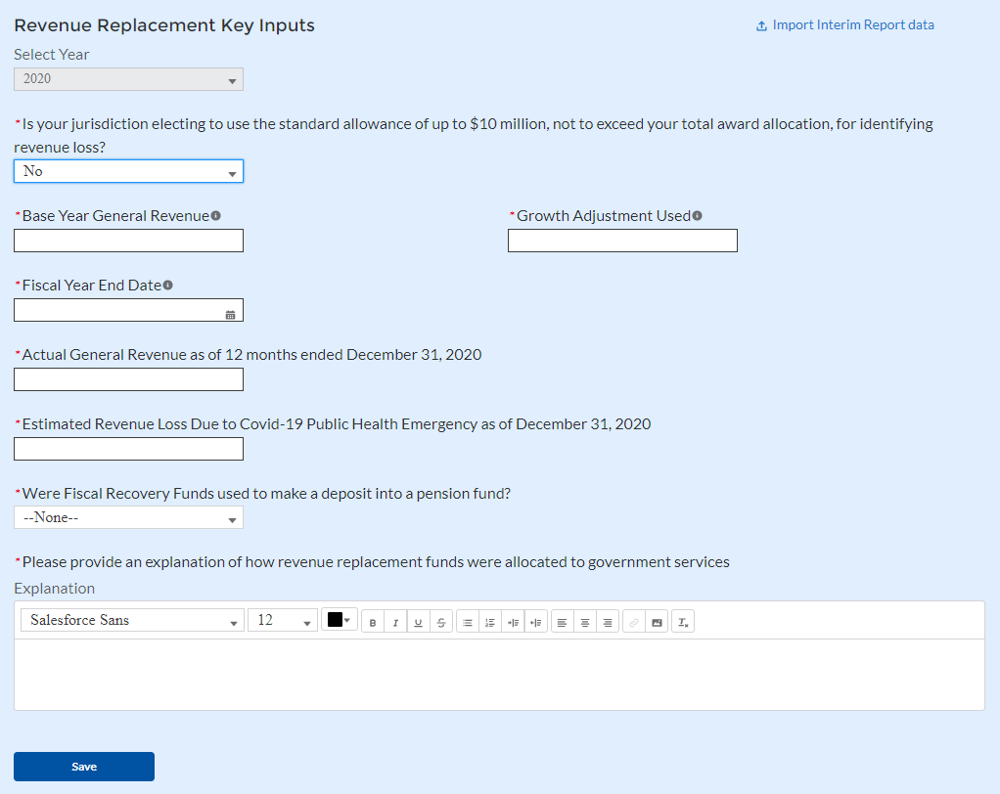 Revenue Replacement Key Inputs
Import Interim Report data
Select Year
2020
*Is your jurisdiction electing to use the standard allowance of up to $10 million, not to exceed your total award allocation, for identifying
revenue loss?
No
*Base Year General Revenue
*Growth Adjustment Used
*Fiscal Year End Date
*Actual General Revenue as of 12 months ended December 31, 2020
*Estimated Revenue Loss Due to Covid-19 Public Health Emergency as of December 31, 2020
*Were Fiscal Recovery Funds used to make a deposit into a pension fund?
--None--
*Please provide an explanation of how revenue replacement funds were allocated to government services
Explanation
Salesforce Sans 12 B I U S
Save